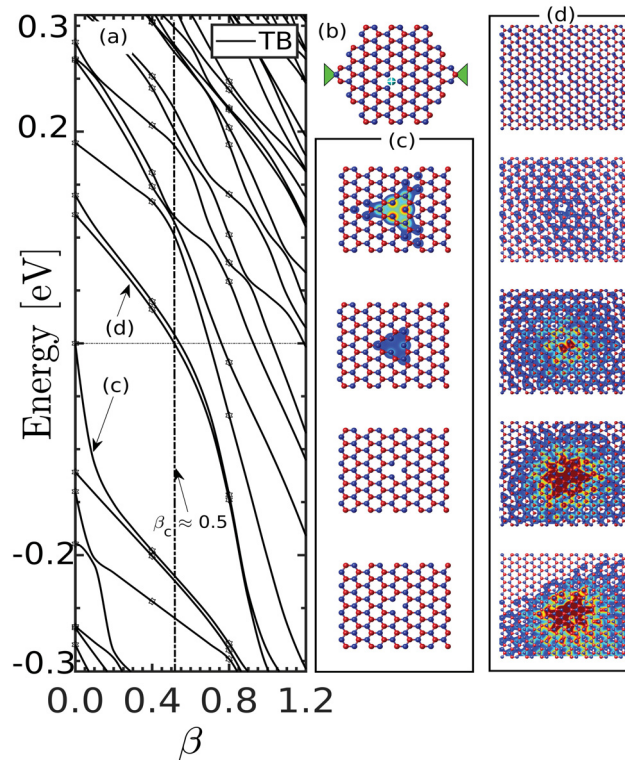 (a)
TB
(b)
(c)
(d)
0.3
0.2
-0.2
-0.3
Energy [eV]
(d)
(c)
βc ≈ 0.5
0.0 0.4 0.8 1.2
β